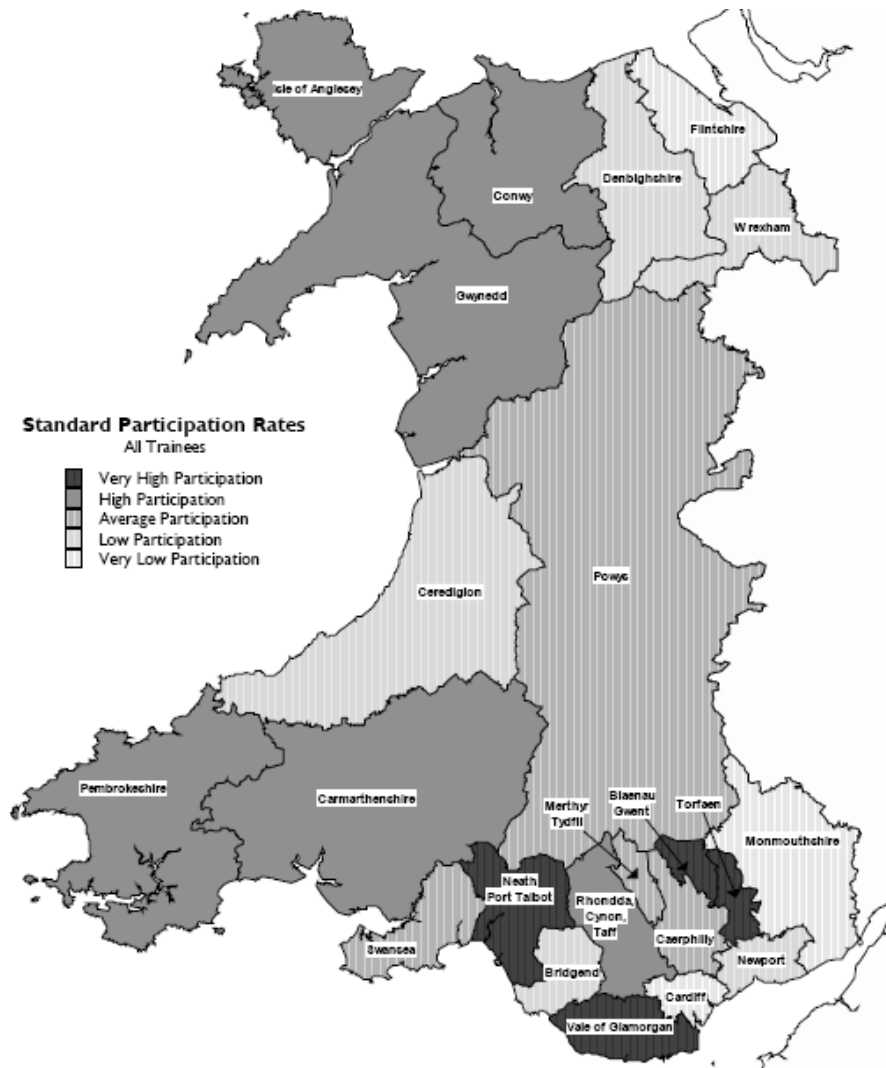 Isle of Anglesey
Flintshire
Denbighshire
Conwy
Wrexham
Gwynedd
Standard Participation Rates
All Trainees
Very High Participation
High Participation
Average Participation
Low Participation
Very Low Participation
Powys
Ceredigion
Pembrokeshire
Carmarthenshire
Merthyr
Tydfil
Blaenau
Gwent
Torfaen
Monmouthshire
Neath
Port Talbot
Rhondda,
Cynon,
Taff
Caerphilly
Swansea
Bridgend
Newport
Cardiff
Vale of Glamorgan